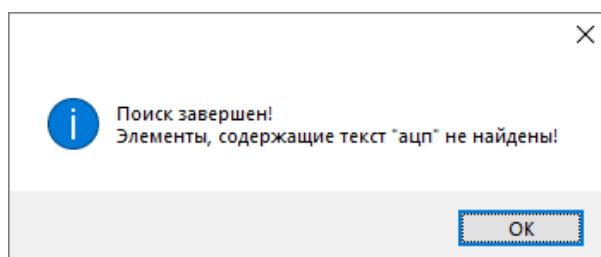 Поиск завершен!
Элементы, содержащие текст "ацп" не найдены!
OK